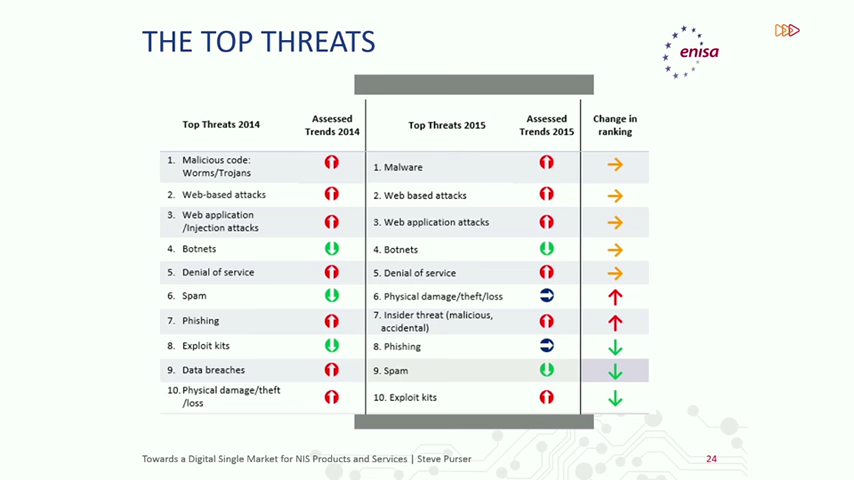 THE TOP THREATS
enisa
Top Threats 2014
Assessed
Trends 2014
Top Threats 2015
Assessed
Trends 2015
Change in
ranking
1. Malicious code:
Worms/Trojans
1. Malware
2. Web-based attacks
2. Web based attacks
3. Web application
/Injection attacks
3. Web application attacks
4. Botnets
4. Botnets
5. Denial of service
5. Denial of service
6. Spam
6. Physical damage/theft/loss
7. Phishing
7. Insider threat (malicious,
accidental)
8. Exploit kits
8. Phishing
9. Data breaches
9. Spam
10. Physical damage/theft
/loss
10. Exploit kits
Towards a Digital Single Market for NIS Products and Services | Steve Purser
24